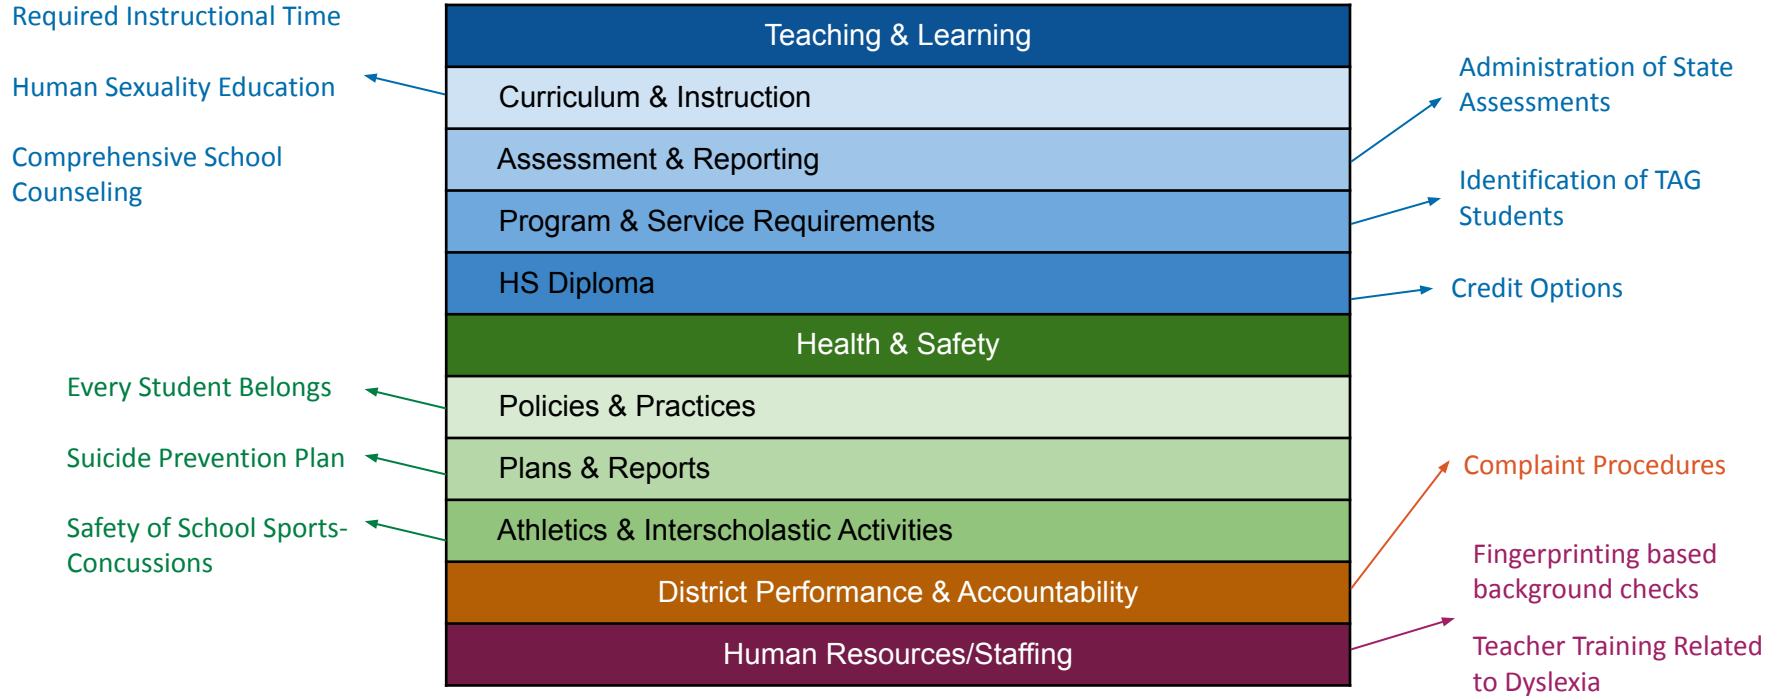 Required Instructional Time
Human Sexuality Education
Comprehensive School
Counseling
Teaching & Learning
Curriculum & Instruction
Assessment & Reporting
Program & Service Requirements
HS Diploma
Administration of State
Assessments
Identification of TAG
Students
Credit Options
Health & Safety
Every Student Belongs
Suicide Prevention Plan
Safety of School Sports-
Concussions
Policies & Practices
Plans & Reports
Athletics & Interscholastic Activities
District Performance & Accountability
Human Resources/Staffing
Complaint Procedures
Fingerprinting based
background checks
Teacher Training Related
to Dyslexia